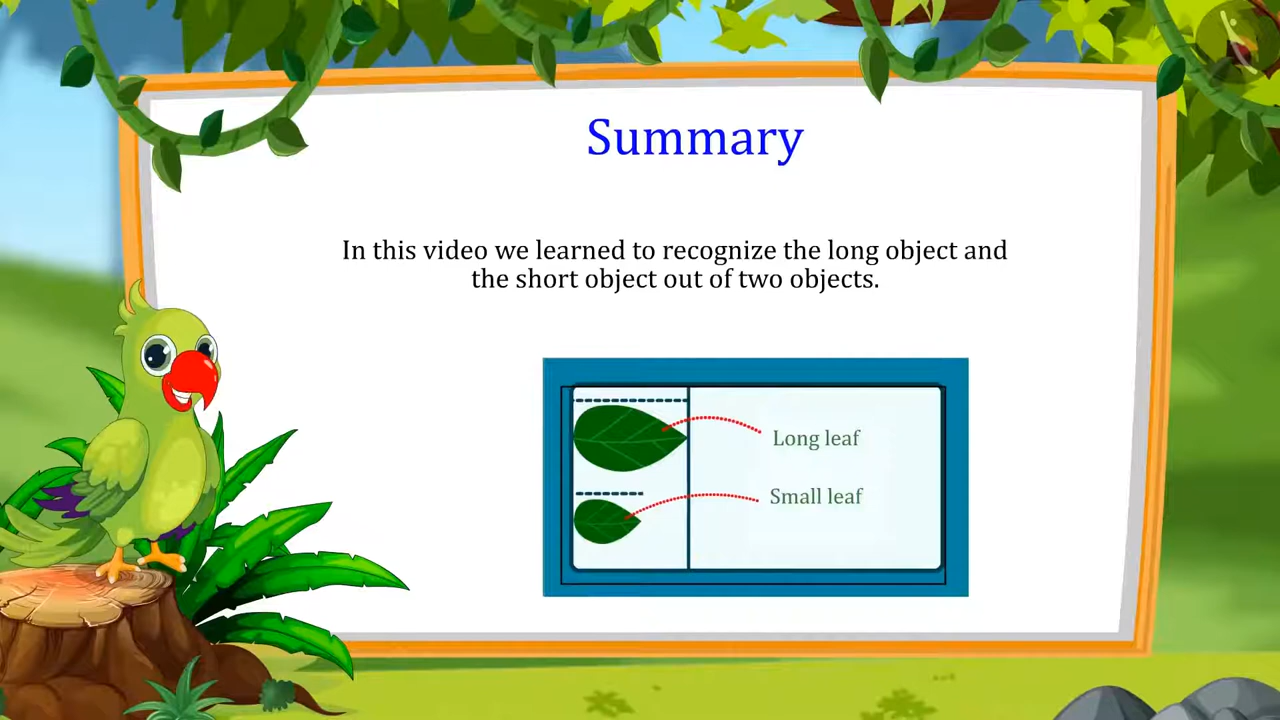 Summary
In this video we learned to recognize the long object and
the short object out of two objects.
Long leaf
Small leaf